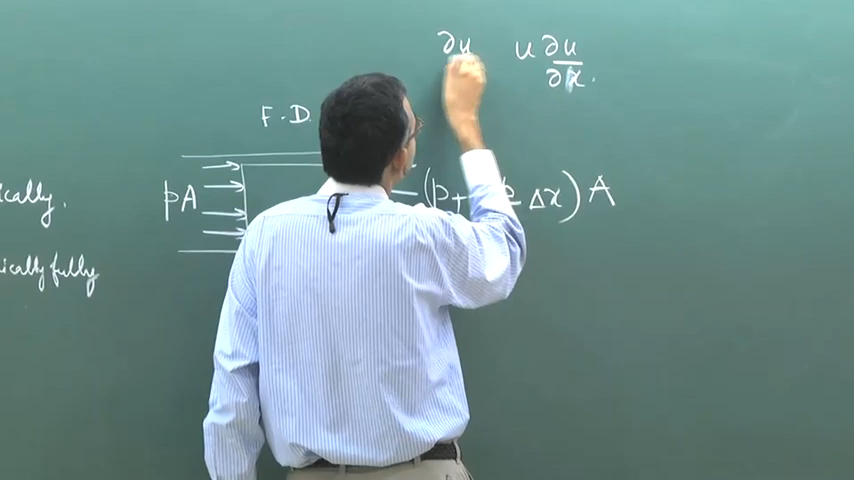 ∂u u ∂u/∂x.
F.D.
pA (p + Δx) A
ically.
ically fully